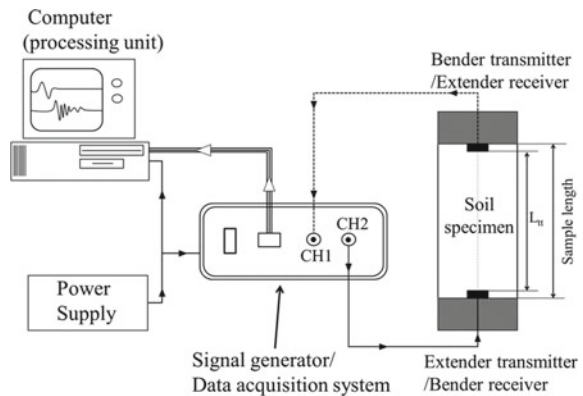 Computer
(processing unit)
Bender transmitter
/Extender receiver
Soil
specimen
L_tt
Sample length
CH1
CH2
Power
Supply
Signal generator/
Data acquisition system
Extender transmitter
/Bender receiver